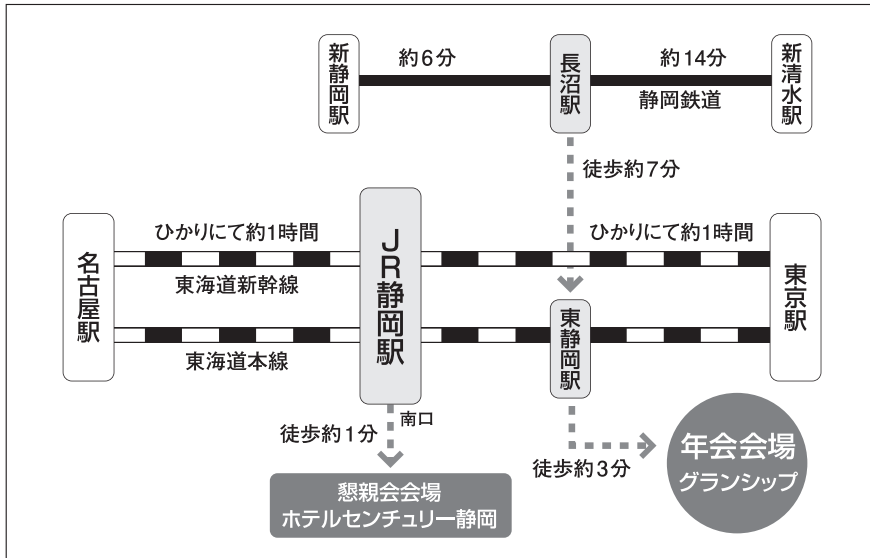 新静岡駅
約6分
長沼駅
約14分
静岡鉄道
新清水駅
徒歩約7分
名古屋駅
ひかりにて約1時間
東海道新幹線
東海道本線
JR静岡駅
ひかりにて約1時間
東静岡駅
東京駅
徒歩約1分
南口
懇親会会場
ホテルセンチュリー静岡
徒歩約3分
年会会場
グランシップ